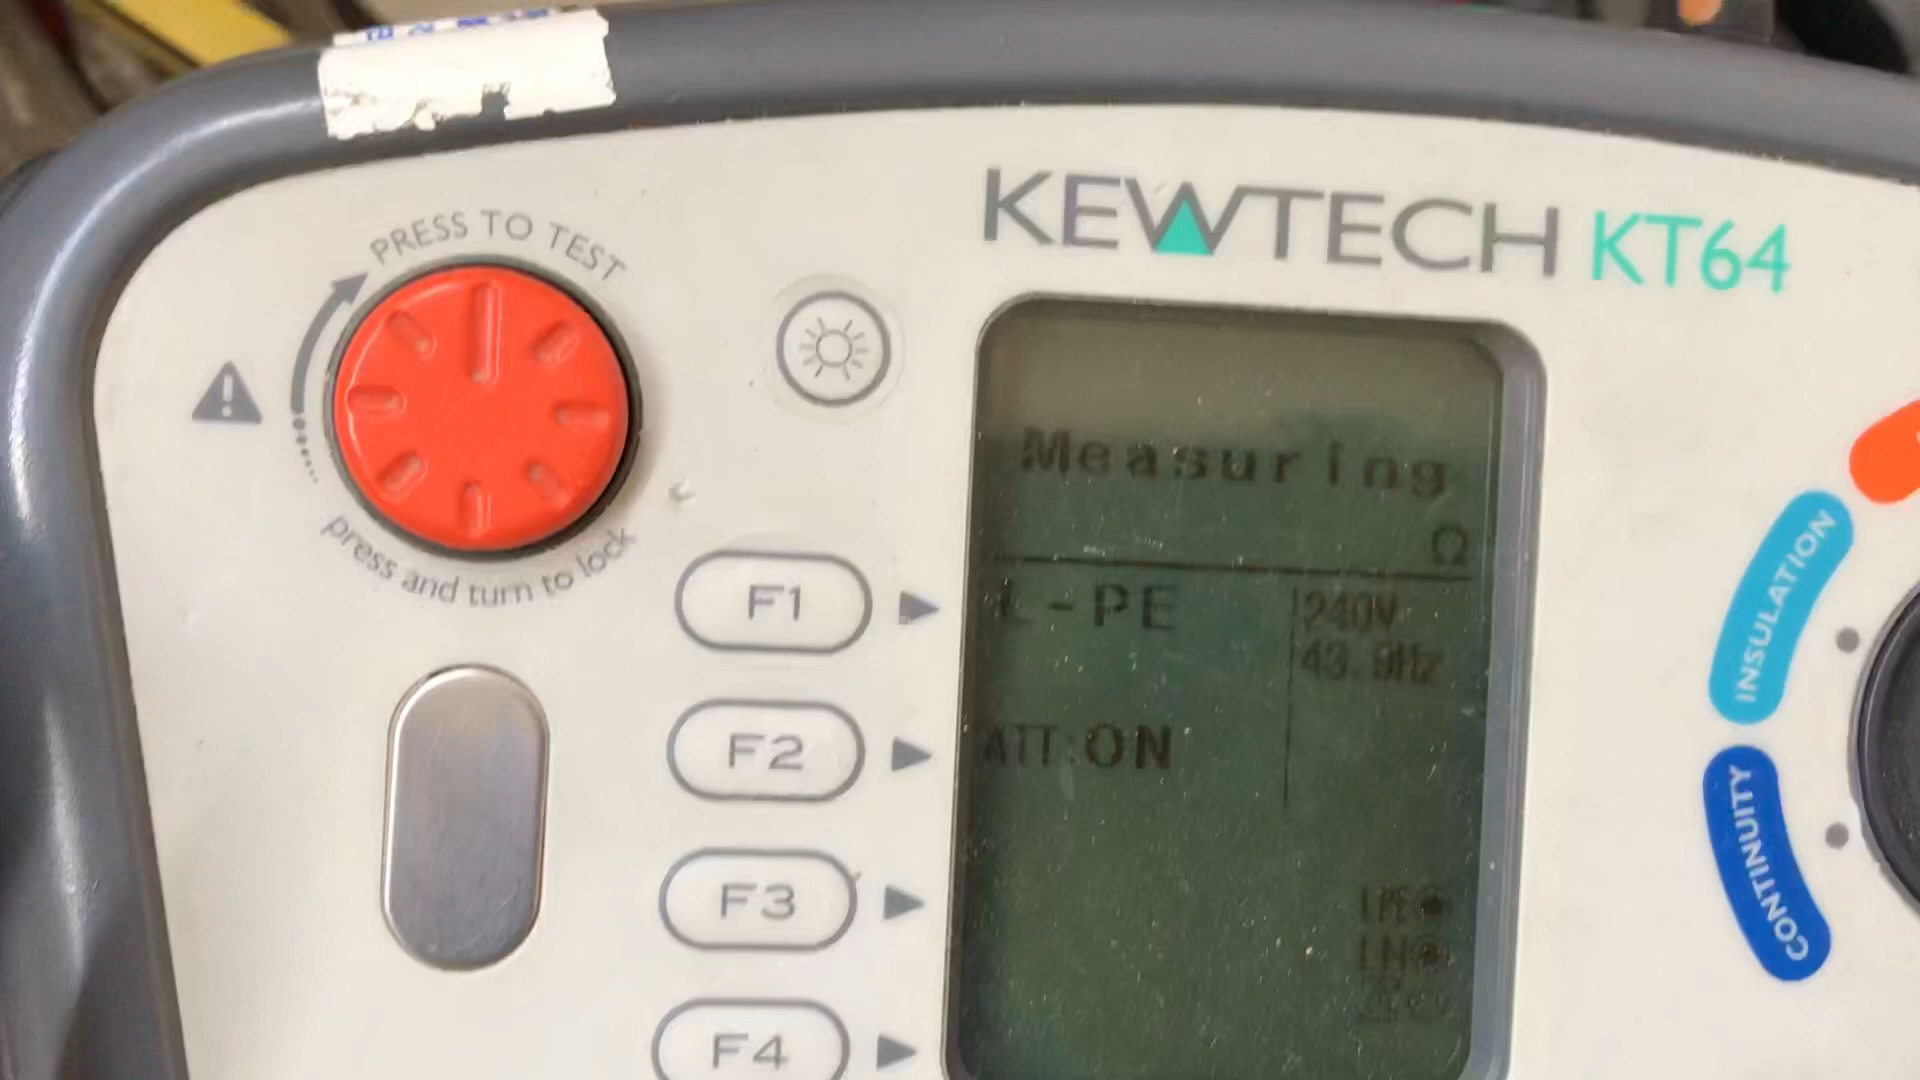 KEWTECH KT64
PRESS TO TEST
press and turn to lock
Measuring
Ω
F1
L-PE
240V
43.9Hz
F2
ATT:ON
F3
LPE
LN
F4
INSULATION
CONTINUITY